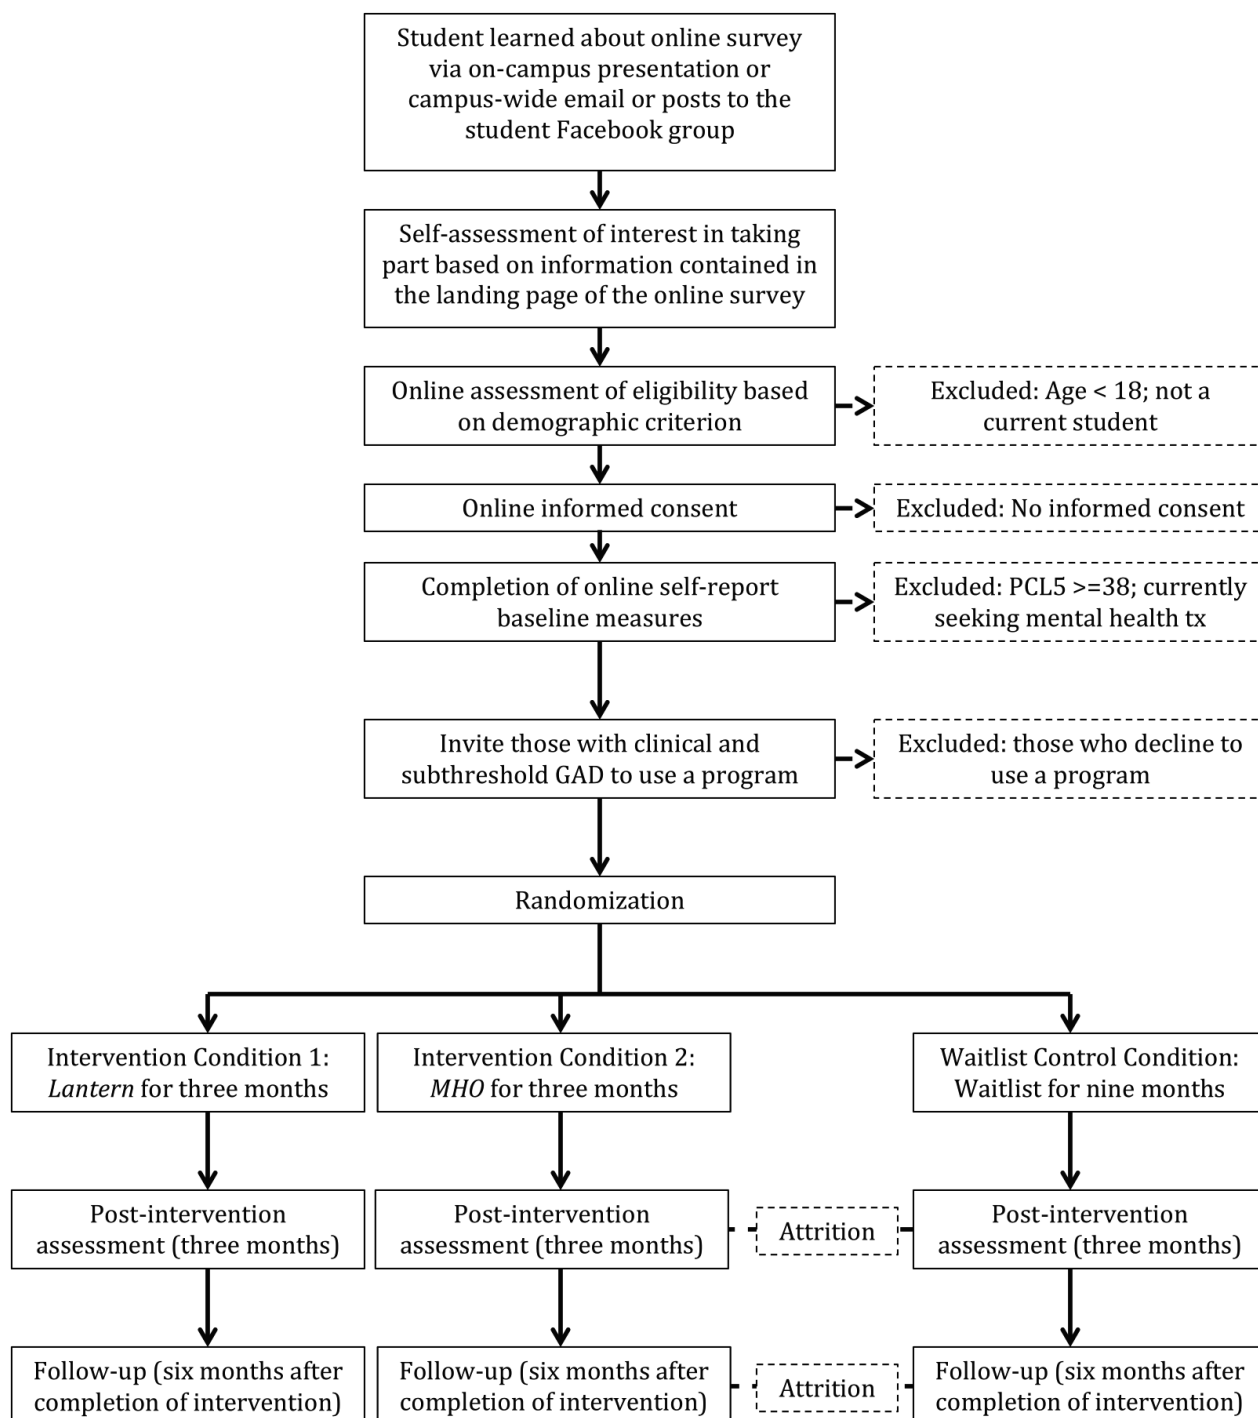 Student learned about online survey
via on-campus presentation or
campus-wide email or posts to the
student Facebook group
Self-assessment of interest in taking
part based on information contained in
the landing page of the online survey
Online assessment of eligibility based
on demographic criterion
Excluded: Age < 18; not a
current student
Online informed consent
Excluded: No informed consent
Completion of online self-report
baseline measures
Excluded: PCL5 >=38; currently
seeking mental health tx
Invite those with clinical and
subthreshold GAD to use a program
Excluded: those who decline to
use a program
Randomization
Intervention Condition 1:
Lantern for three months
Intervention Condition 2:
MHO for three months
Waitlist Control Condition:
Waitlist for nine months
Post-intervention
assessment (three months)
Post-intervention
assessment (three months)
Attrition
Post-intervention
assessment (three months)
Follow-up (six months after
completion of intervention)
Follow-up (six months after
completion of intervention)
Attrition
Follow-up (six months after
completion of intervention)